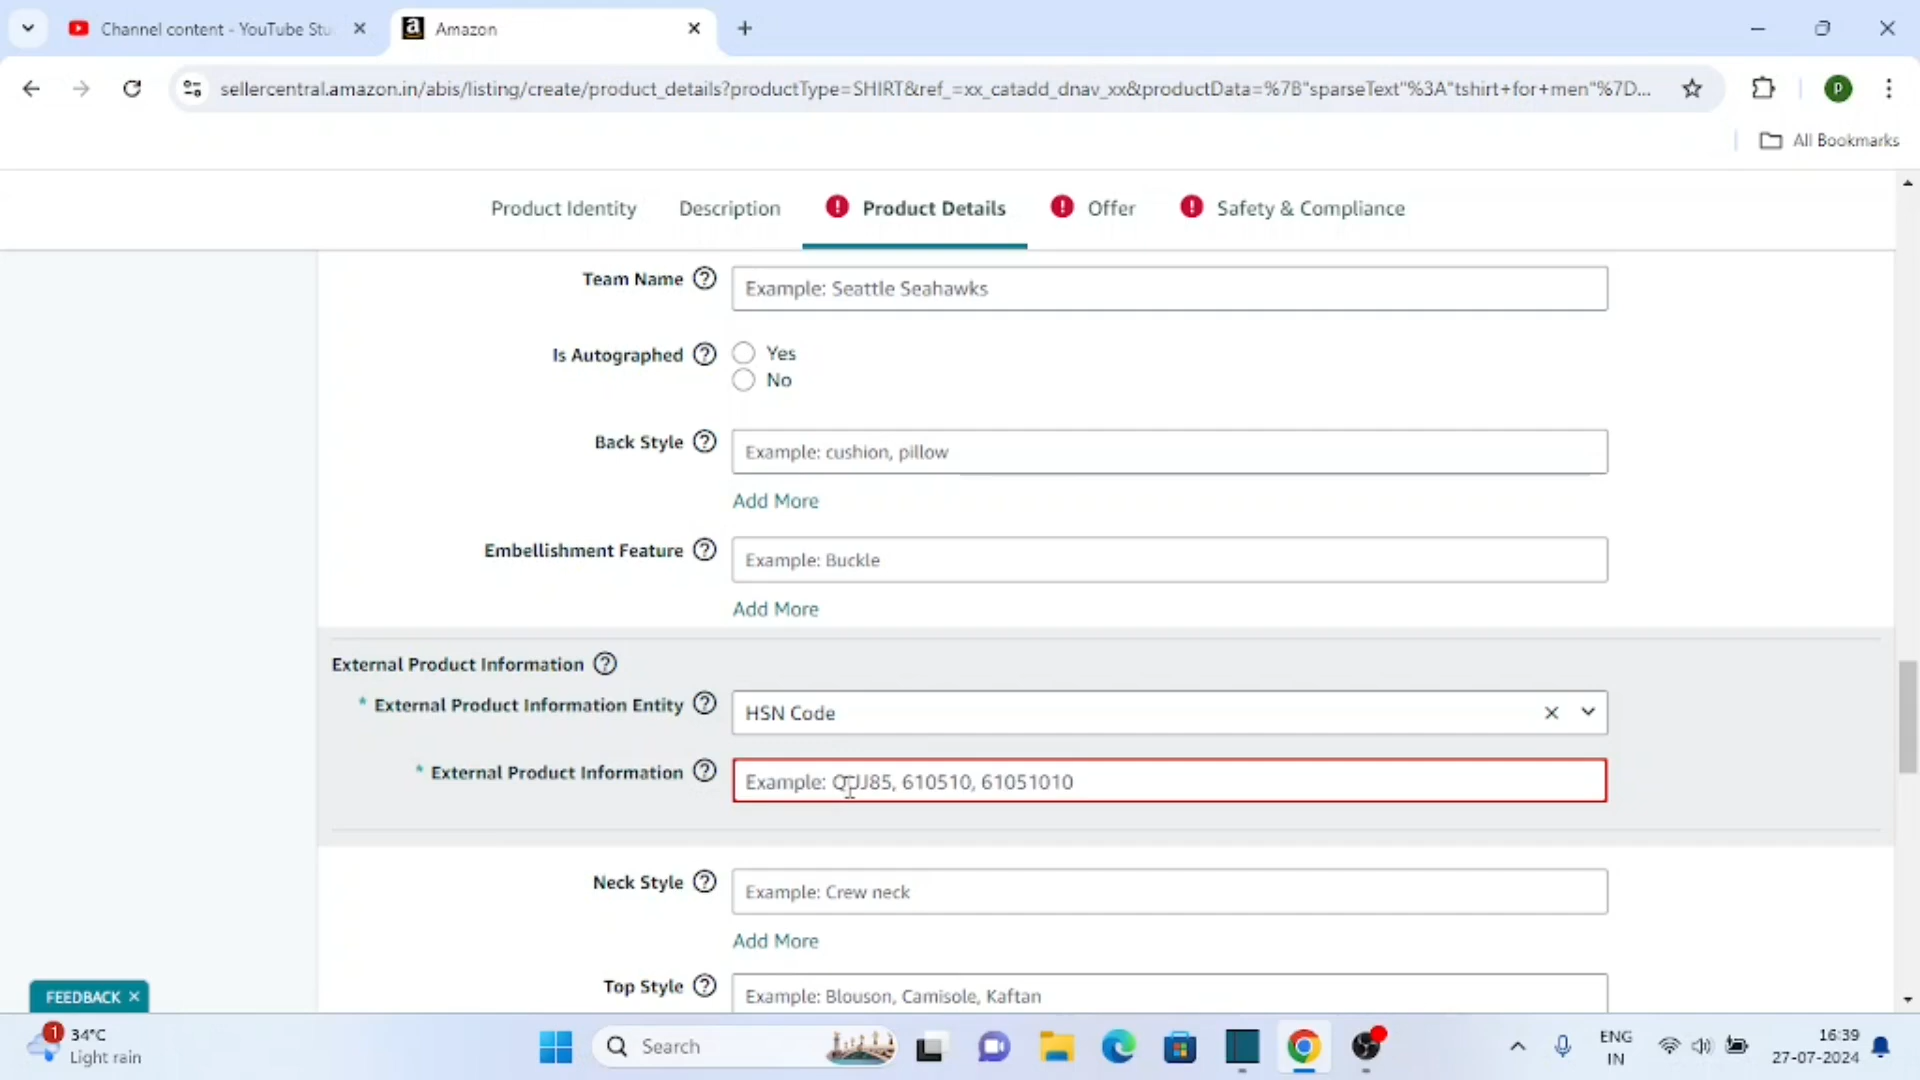 Channel content - YouTube Stu
Amazon
sellercentral.amazon.in/abis/listing/create/product_details?productType=SHIRT&ref_=xx_catadd_dnav_xx&productData=%7B"sparseText"%3A"tshirt+for+men"%7D...
P
All Bookmarks
Product Identity
Description
Product Details
Offer
Safety & Compliance
Team Name
Example: Seattle Seahawks
Is Autographed
Yes
No
Back Style
Example: cushion, pillow
Add More
Embellishment Feature
Example: Buckle
Add More
External Product Information
* External Product Information Entity
HSN Code
* External Product Information
Example: QJJ85, 610510, 61051010
Neck Style
Example: Crew neck
Add More
Top Style
Example: Blouson, Camisole, Kaftan
FEEDBACK
1
34°C
Light rain
Search
ENG
IN
16:39
27-07-2024